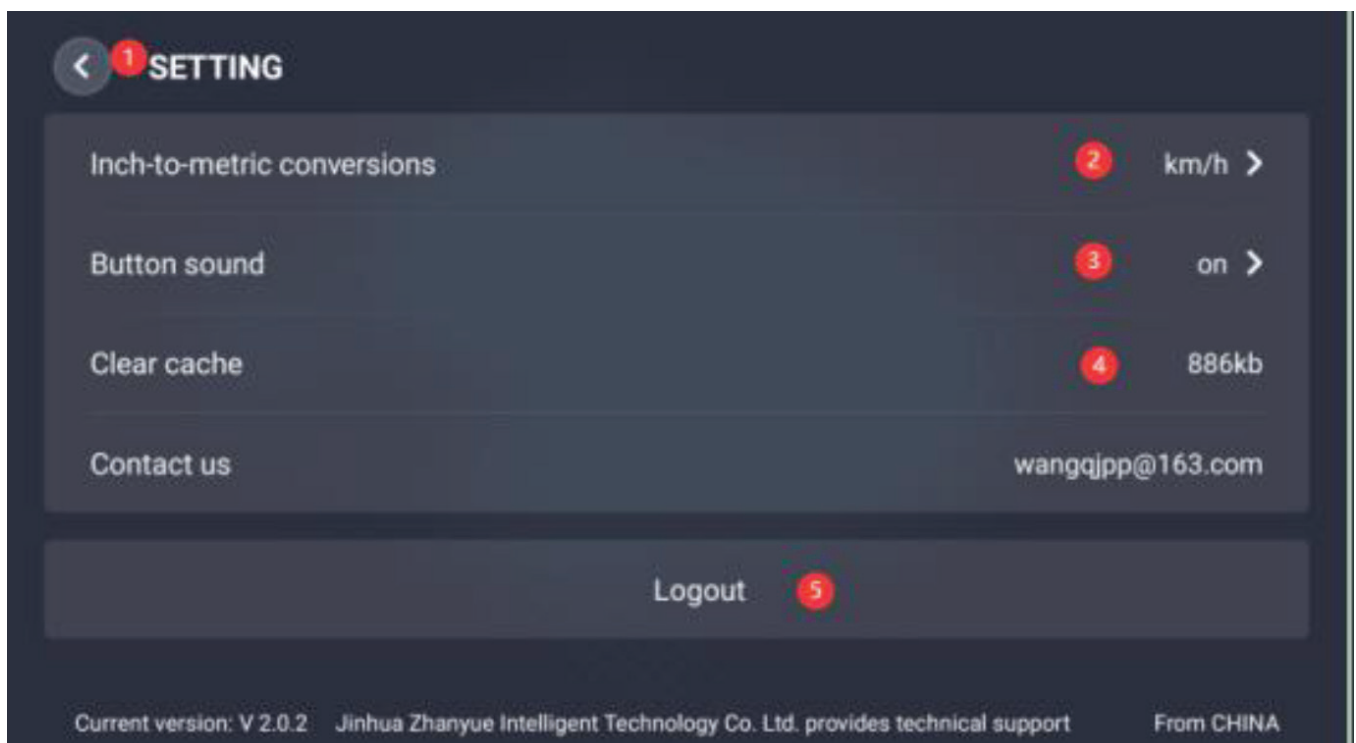 1 SETTING
Inch-to-metric conversions 2 km/h
Button sound 3 on
Clear cache 4 886kb
Contact us wangqjpp@163.com
Logout 5
Current version: V 2.0.2 Jinhua Zhanyue Intelligent Technology Co. Ltd. provides technical support From CHINA